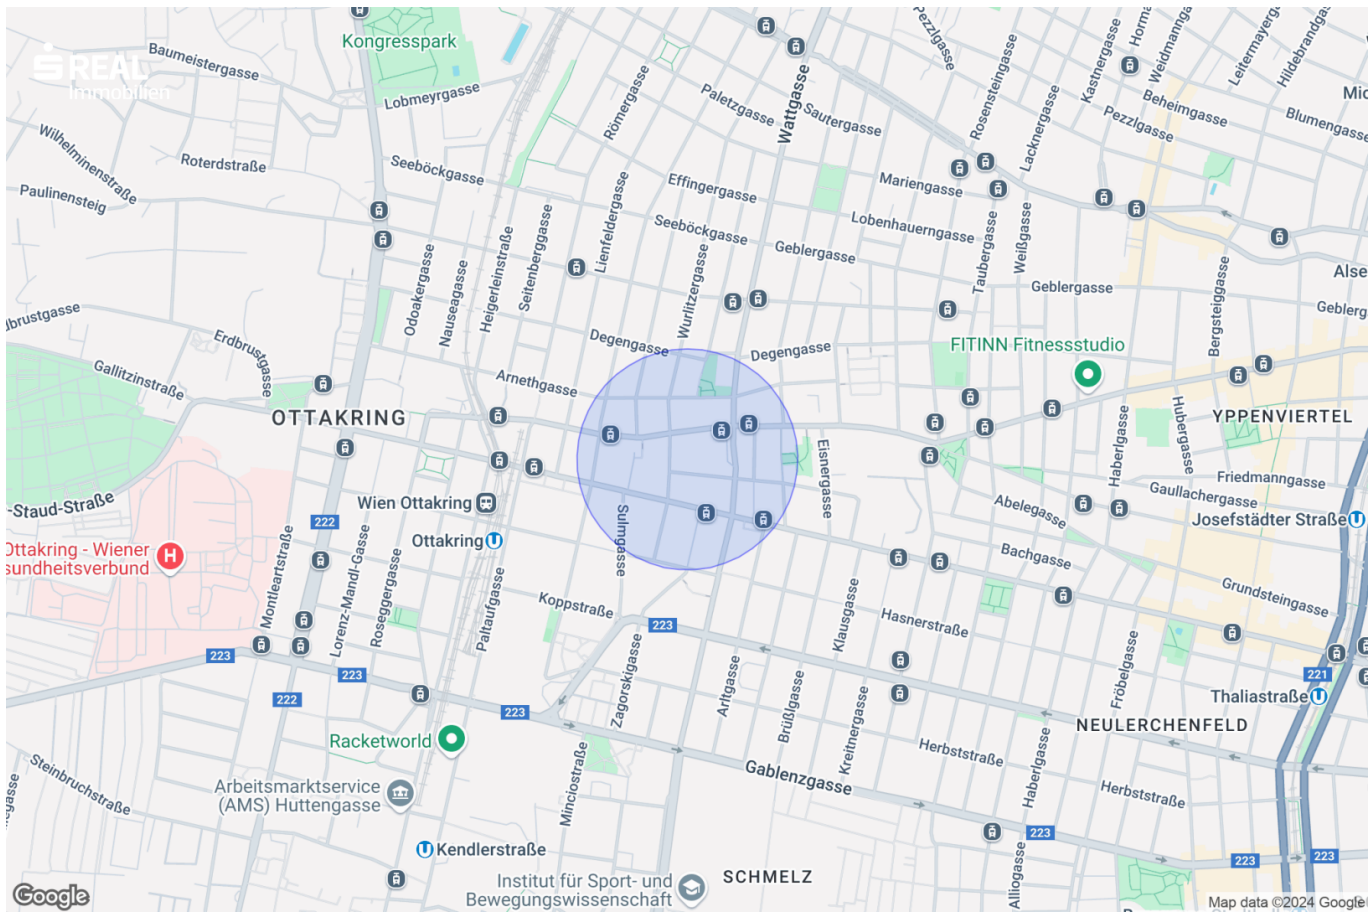 Kongresspark
Baumeistergasse
S REAL
Immobilien
Lobmeyrgasse
Wilhelminenstraße
Roterdstraße
Paulinensteig
Seeböckgasse
Römergasse
Paletzgasse
Wattgasse
Sautergasse
Pezzlgasse
Rosensteingasse
Lacknergasse
Kastnergasse
Weidmanngasse
Beheimgasse
Pezzlgasse
Leitermayergasse
Hildebrandgasse
Blumengasse
Effingergasse
Mariengasse
Lobenhauerngasse
Seeböckgasse
Geblergasse
Taubergasse
Weißgasse
Geblergasse
Bergsteiggasse
Odoakergasse
Nauseagasse
Heigerleinstraße
Seitenberggasse
Lienfeldergasse
Wurlitzergasse
Erdbrustgasse
Gallitzinstraße
Degengasse
Degengasse
Arnethgasse
FITINN Fitnessstudio
OTTAKRING
YPPENVIERTEL
Eisnergasse
Haberlgasse
Hubergasse
Friedmanngasse
Gaullachergasse
Abelegasse
Josefstädter Straße
-Staud-Straße
Wien Ottakring
Ottakring
222
Sulmgasse
Ottakring - Wiener
sundheitsverbund
H
Montleartstraße
Lorenz-Mandl-Gasse
Roseggergasse
Paltaufgasse
Koppstraße
223
Bachgasse
Grundsteingasse
Hasnerstraße
Klausgasse
Fröbelgasse
223
223
222
223
Zagorskigasse
Arltgasse
Brüßlgasse
Kreitnergasse
221
Thaliastraße
NEULERCHENFELD
Herbststraße
Haberlgasse
Herbststraße
Racketworld
Minciostraße
Gablenzgasse
Steinbruchstraße
Arbeitsmarktservice
(AMS) Huttengasse
223
223
223
Kendlerstraße
Institut für Sport- und
Bewegungswissenschaft
SCHMELZ
Alliogasse
Google
Map data ©2024 Google